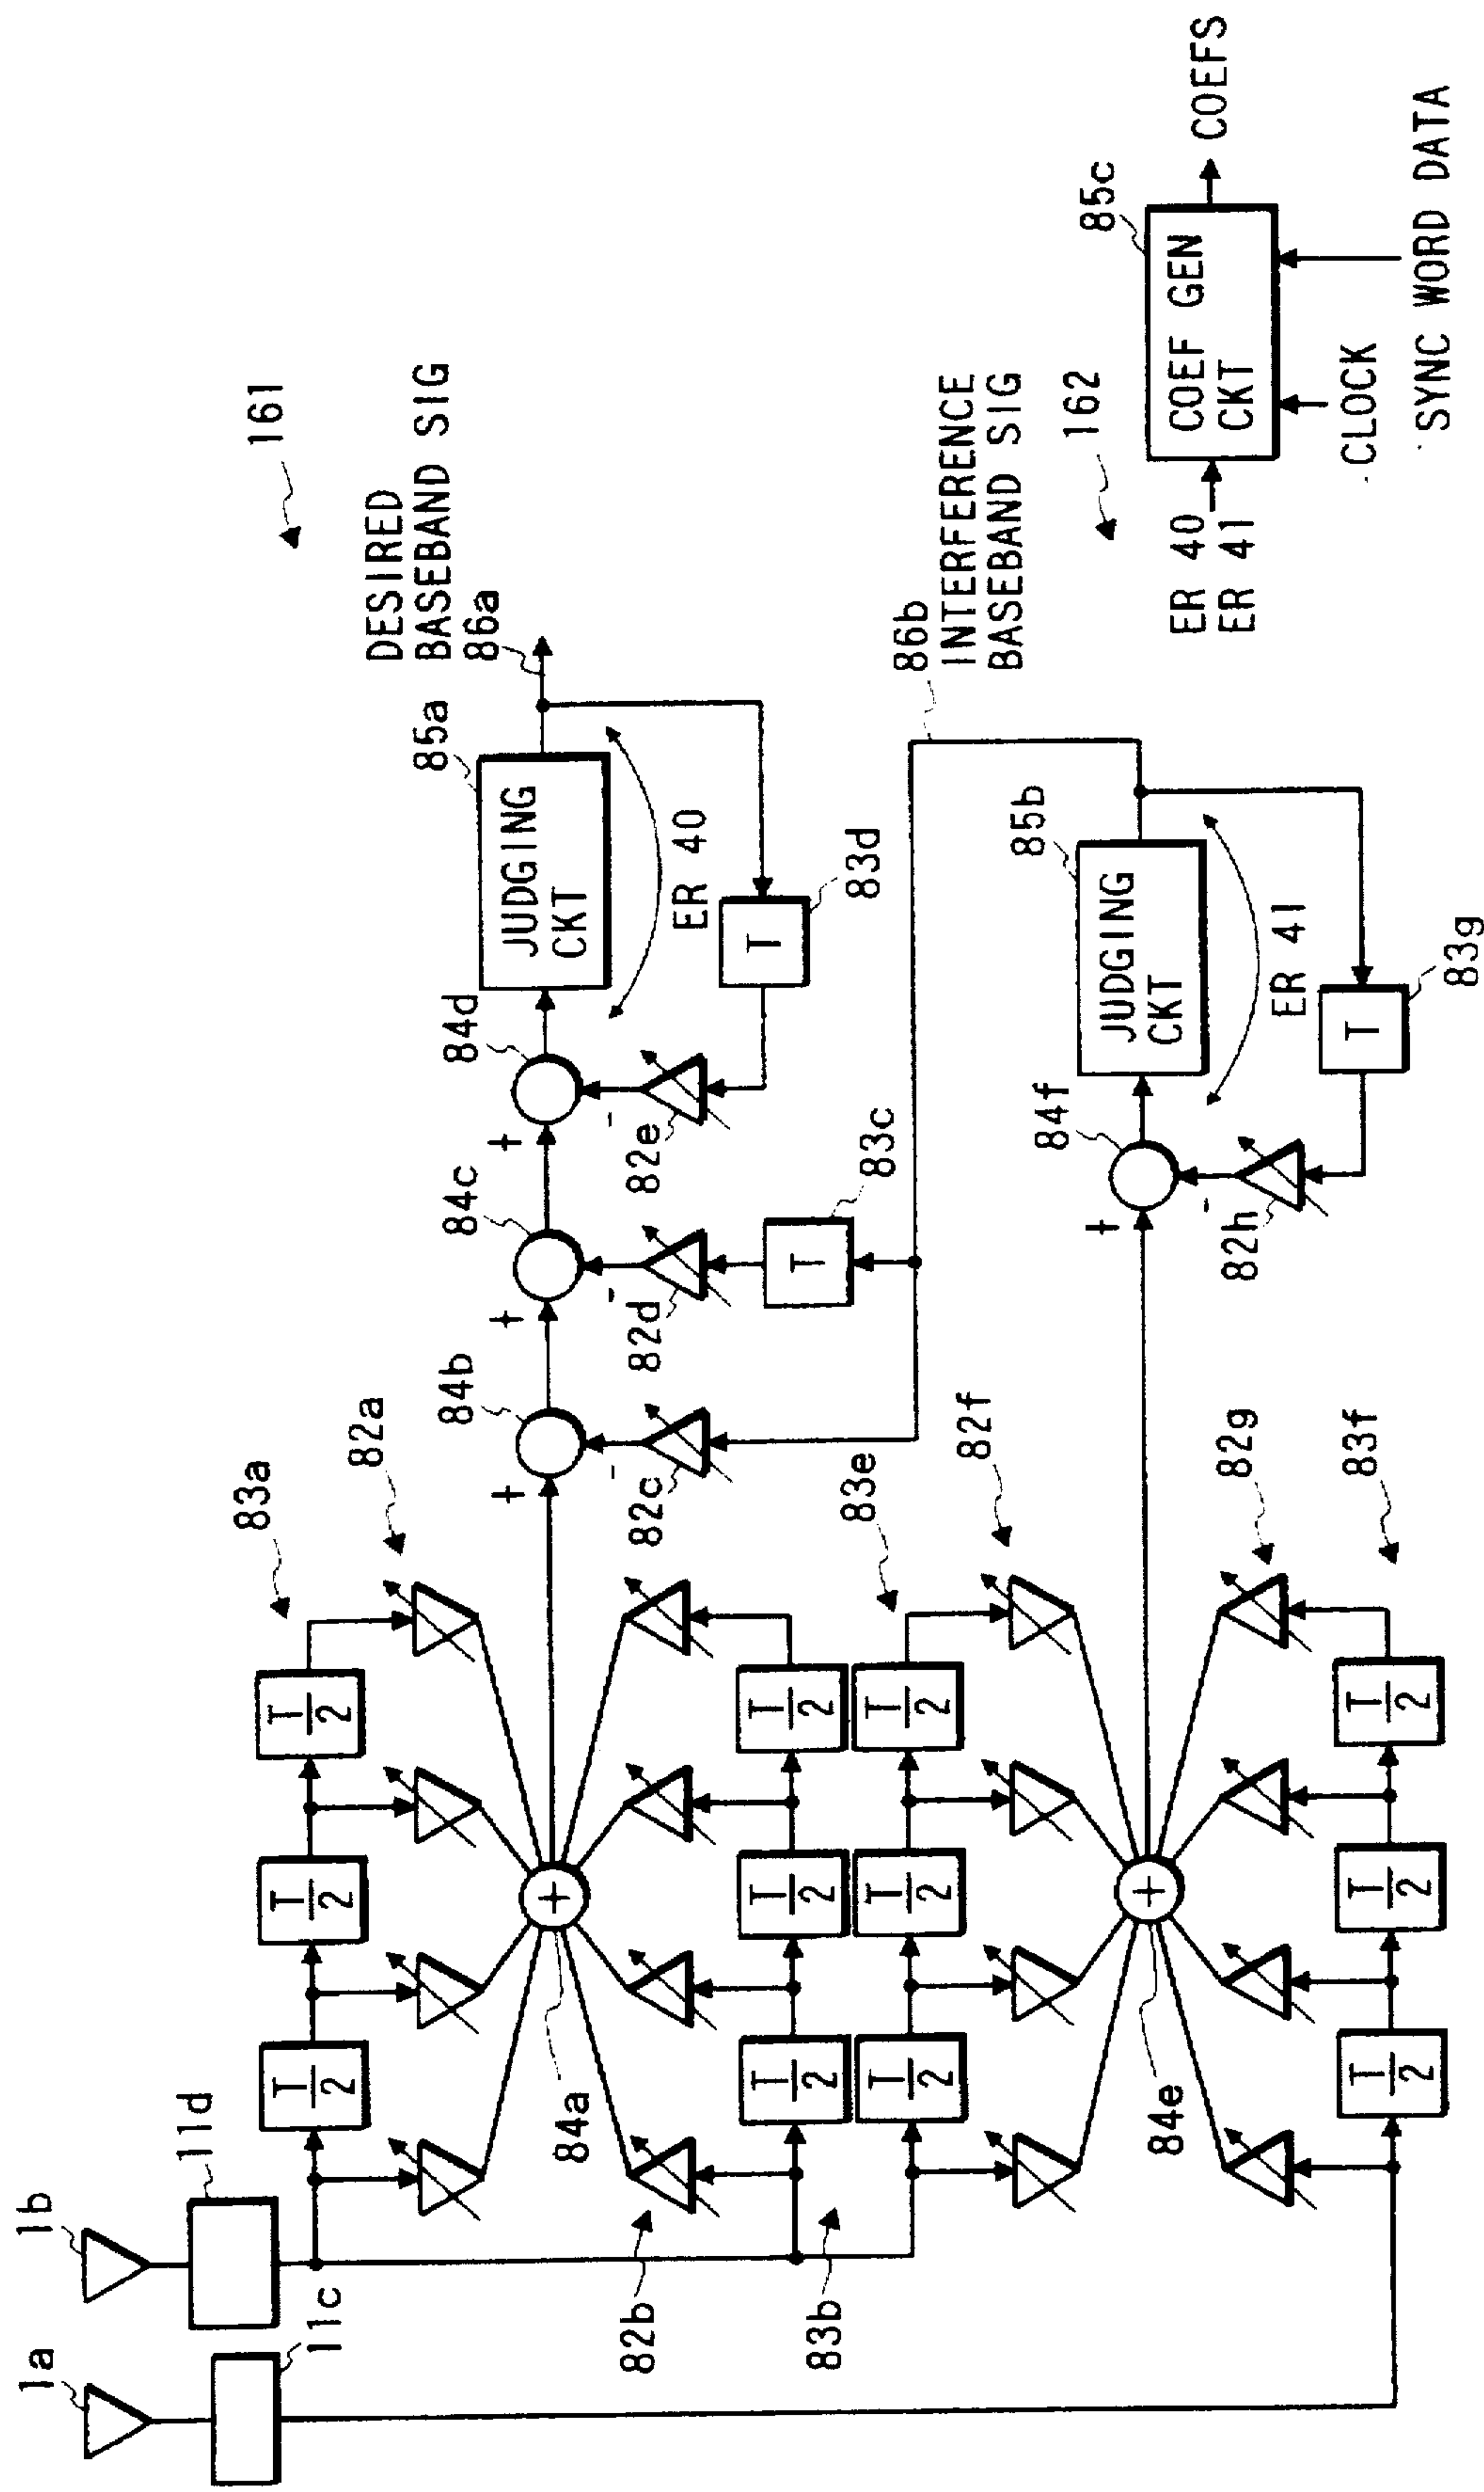 1a
11c
1b
11d
83a
82a
84a
82b
83b
83e
82f
84e
82g
83f
T/2
T/2
T/2
T/2
T/2
T/2
T/2
T/2
T/2
T/2
T/2
T/2
+
+
84b
84c
84d
85a
+
+
+
-
-
-
82c
82d
82e
83c
83d
T
T
JUDGING
CKT
ER 40
161
DESIRED
BASEBAND SIG
86a
86b
INTERFERENCE
BASEBAND SIG
84f
85b
+
-
82h
JUDGING
CKT
ER 41
T
83g
162
85c
COEF GEN
CKT
COEFS
ER 40
ER 41
CLOCK
SYNC WORD DATA